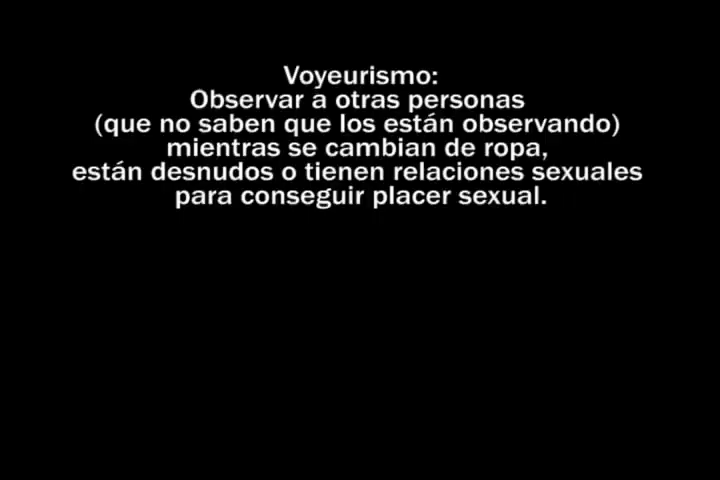 Voyeurismo:
Observar a otras personas
(que no saben que los están observando)
mientras se cambian de ropa,
están desnudos o tienen relaciones sexuales
para conseguir placer sexual.